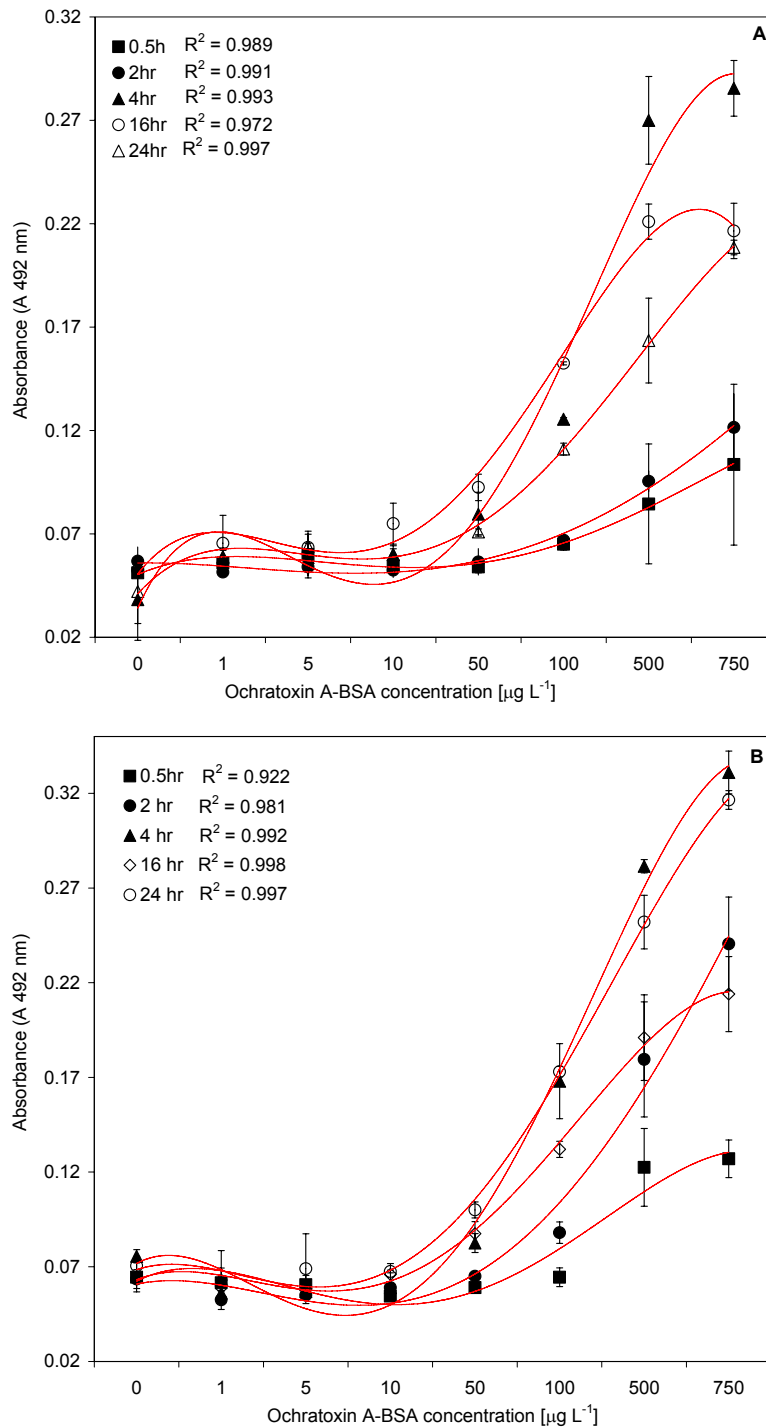 A
0.32
0.27
0.22
0.17
0.12
0.07
0.02
Absorbance (A 492 nm)
0.5h R² = 0.989
2hr R² = 0.991
4hr R² = 0.993
16hr R² = 0.972
24hr R² = 0.997
0 1 5 10 50 100 500 750
Ochratoxin A-BSA concentration [µg L⁻¹]
B
0.32
0.27
0.22
0.17
0.12
0.07
0.02
Absorbance (A 492 nm)
0.5hr R² = 0.922
2 hr R² = 0.981
4 hr R² = 0.992
16 hr R² = 0.998
24 hr R² = 0.997
0 1 5 10 50 100 500 750
Ochratoxin A-BSA concentration [µg L⁻¹]